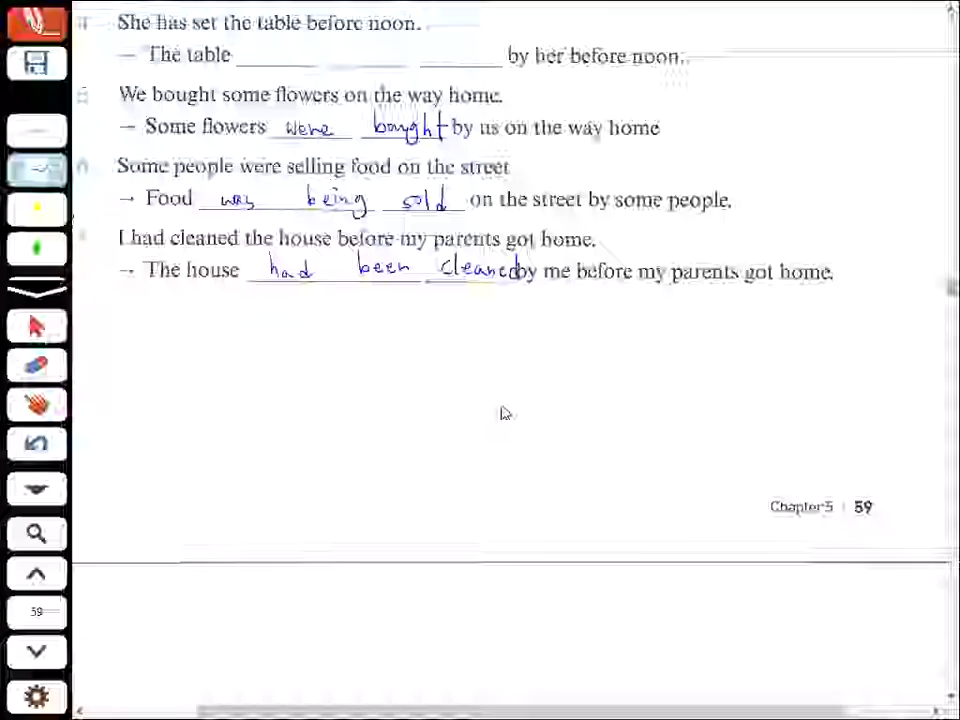 She has set the table before noon.
→ The table ________ ________ ________ by her before noon.
We bought some flowers on the way home.
→ Some flowers were bought by us on the way home
Some people were selling food on the street
→ Food was being sold on the street by some people.
I had cleaned the house before my parents got home.
→ The house had been cleaned by me before my parents got home.
Chapter 5 | 59
59